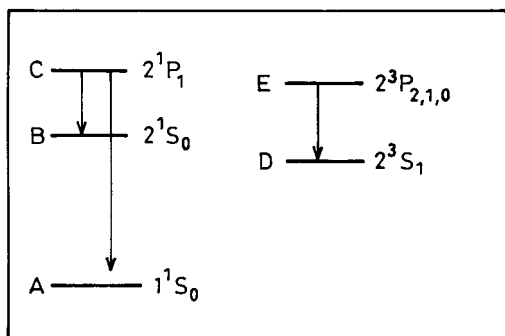 C 2¹P₁
B 2¹S₀
A 1¹S₀
E 2³P₂,₁,₀
D 2³S₁